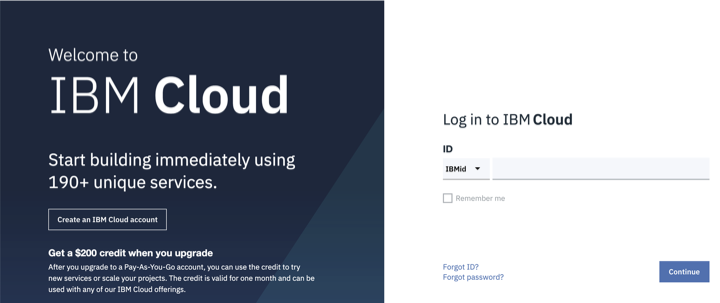 Welcome to
IBM Cloud
Start building immediately using
190+ unique services.
Create an IBM Cloud account
Get a $200 credit when you upgrade
After you upgrade to a Pay-As-You-Go account, you can use the credit to try
new services or scale your projects. The credit is valid for one month and can be
used with any of our IBM Cloud offerings.
Log in to IBM Cloud
ID
IBMid
Remember me
Forgot ID?
Forgot password?
Continue